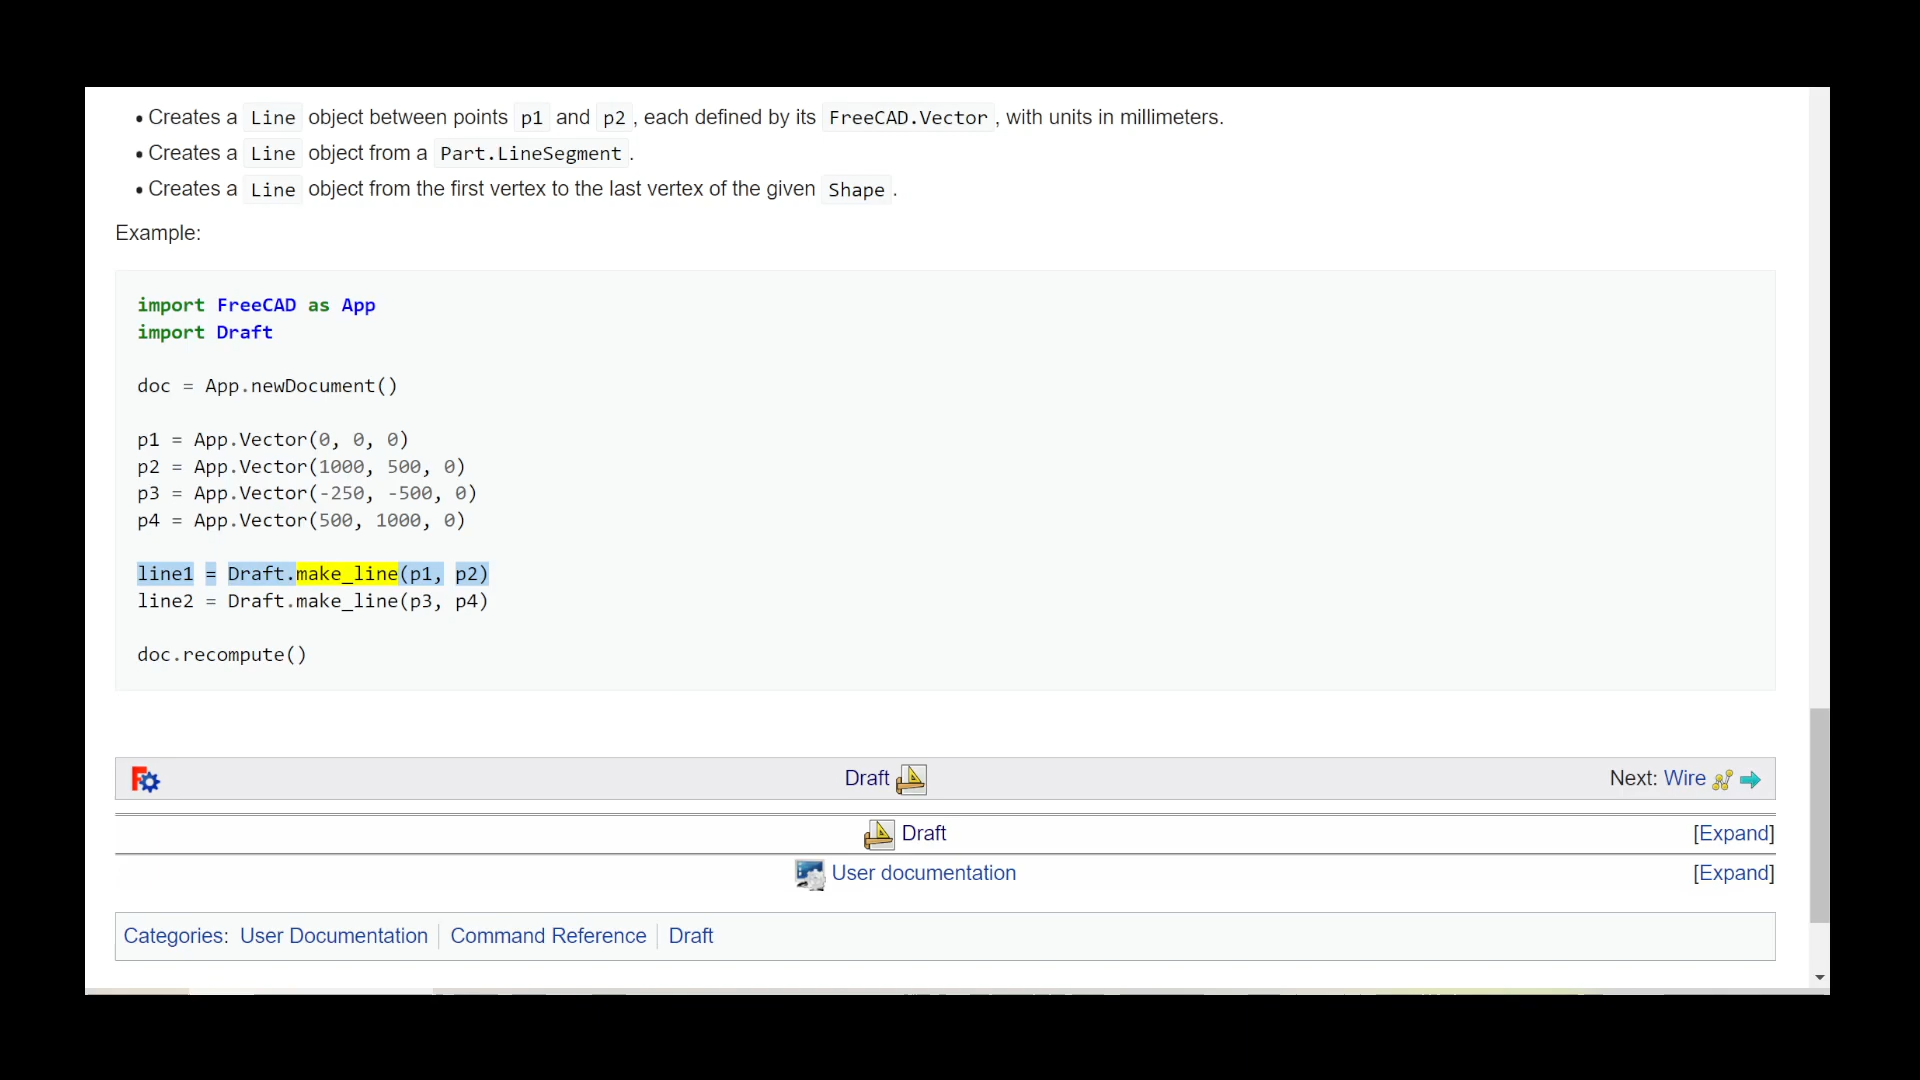 • Creates a Line object between points p1 and p2, each defined by its FreeCAD.Vector, with units in millimeters.
• Creates a Line object from a Part.LineSegment.
• Creates a Line object from the first vertex to the last vertex of the given Shape.
Example:
import FreeCAD as App
import Draft
doc = App.newDocument()
p1 = App.Vector(0, 0, 0)
p2 = App.Vector(1000, 500, 0)
p3 = App.Vector(-250, -500, 0)
p4 = App.Vector(500, 1000, 0)
line1 = Draft.make_line(p1, p2)
line2 = Draft.make_line(p3, p4)
doc.recompute()
Draft Next: Wire
Draft [Expand]
User documentation [Expand]
Categories: User Documentation | Command Reference | Draft